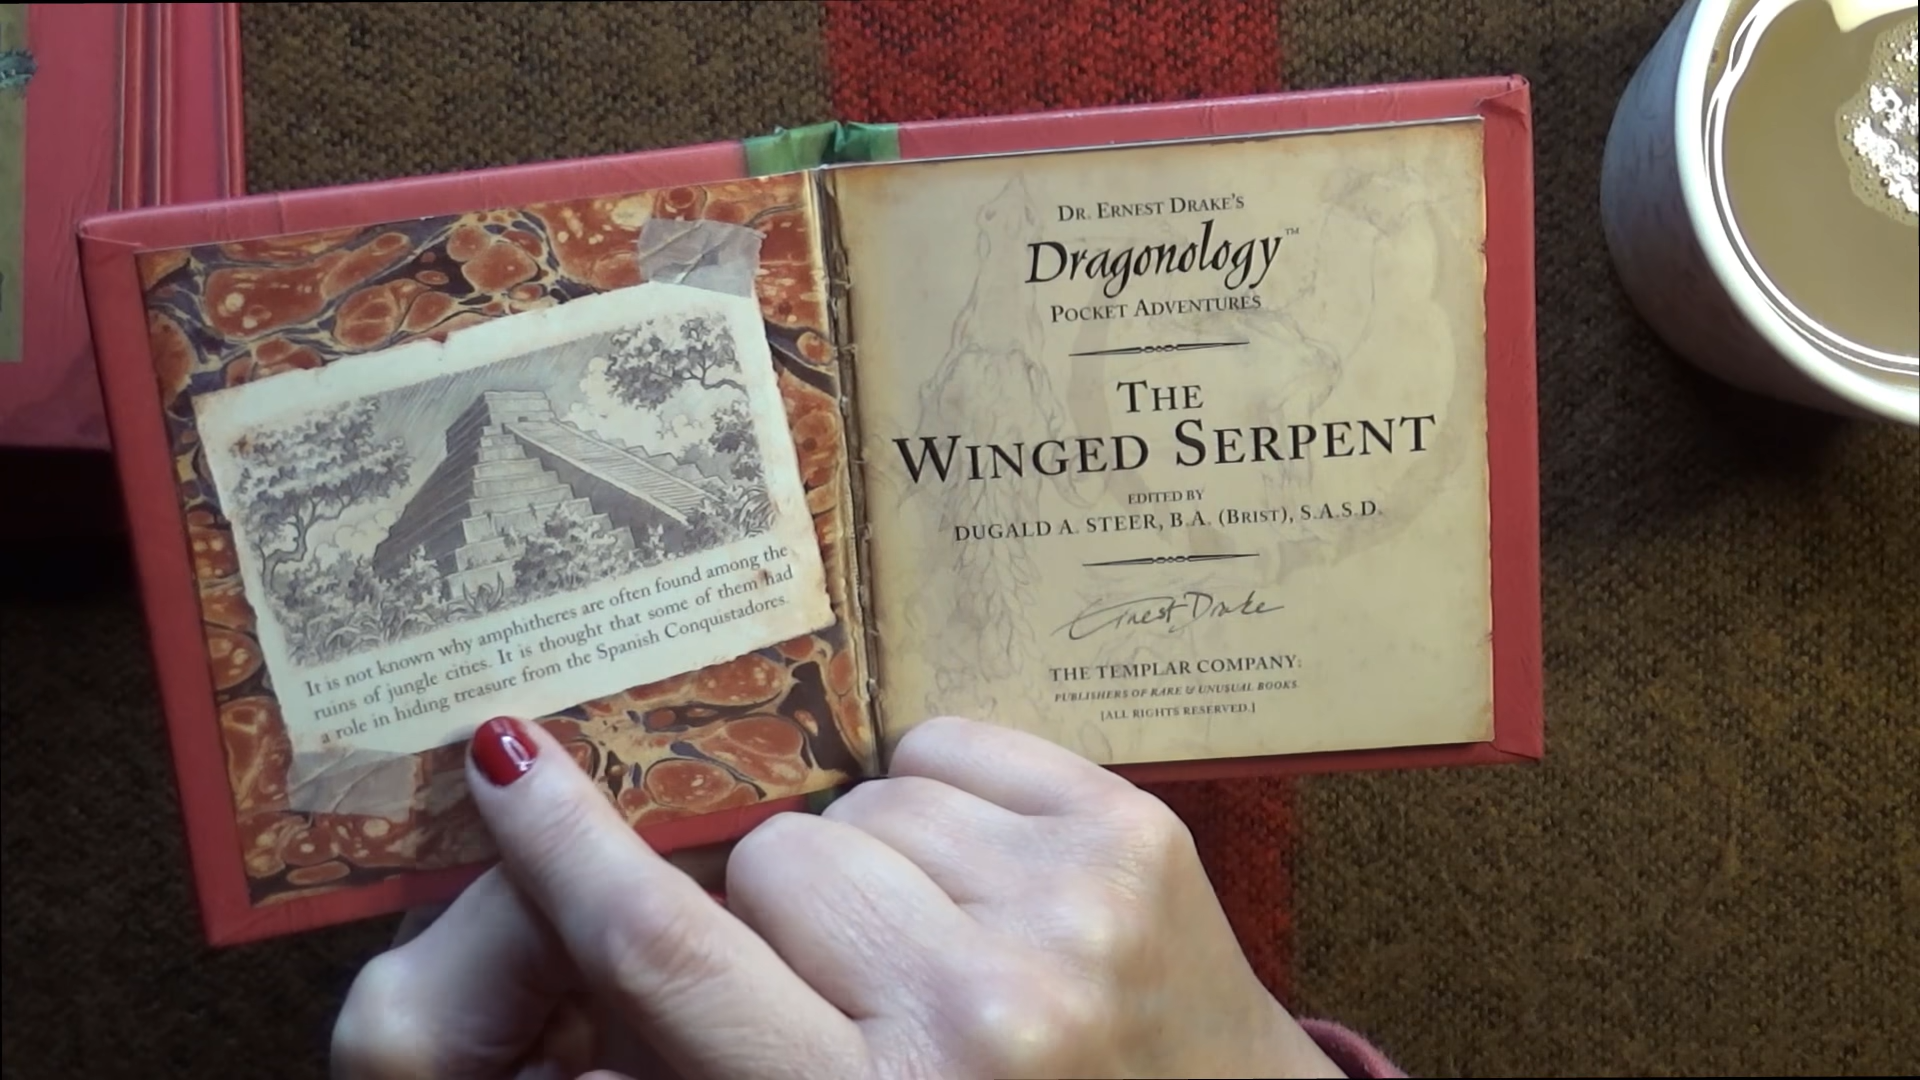 It is not known why amphitheres are often found among the
ruins of jungle cities. It is thought that some of them had
a role in hiding treasure from the Spanish Conquistadores.
DR. ERNEST DRAKE'S
Dragonology™
POCKET ADVENTURES
THE
WINGED SERPENT
EDITED BY
DUGALD A. STEER, B.A. (BRIST), S.A.S.D.
Ernest Drake
THE TEMPLAR COMPANY:
PUBLISHERS OF RARE & UNUSUAL BOOKS.
[ALL RIGHTS RESERVED.]